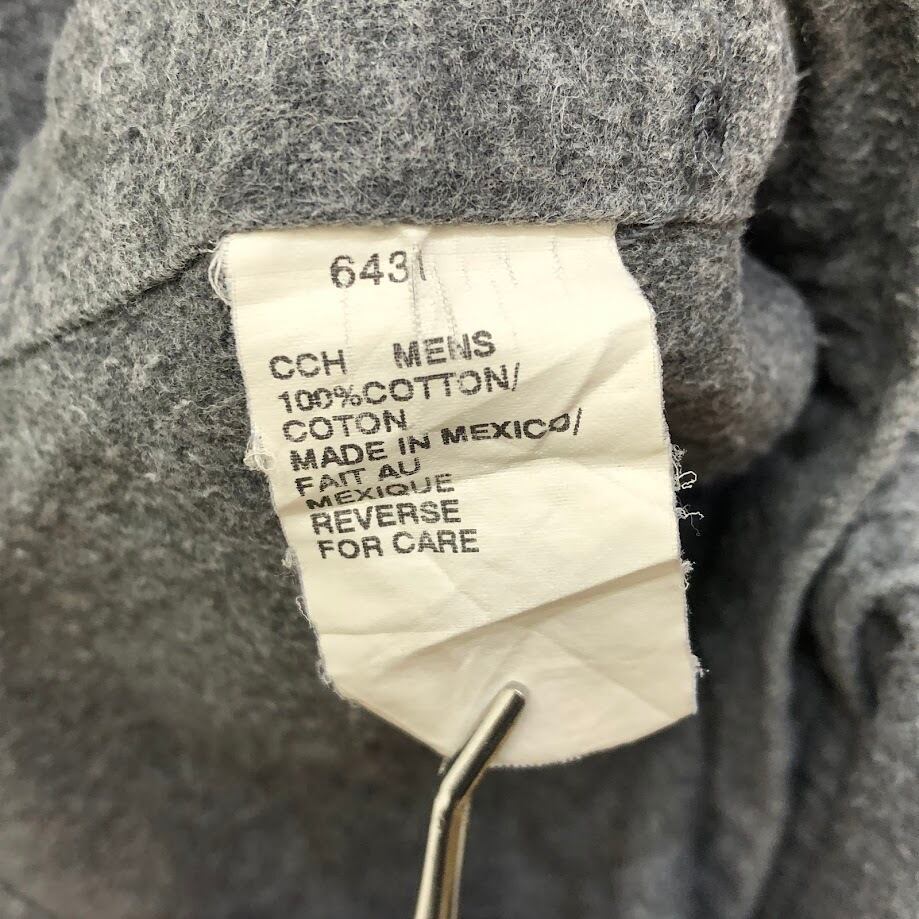 6431
CCH MENS
100%COTTON/
COTON
MADE IN MEXICO/
FAIT AU
MEXIQUE
REVERSE
FOR CARE